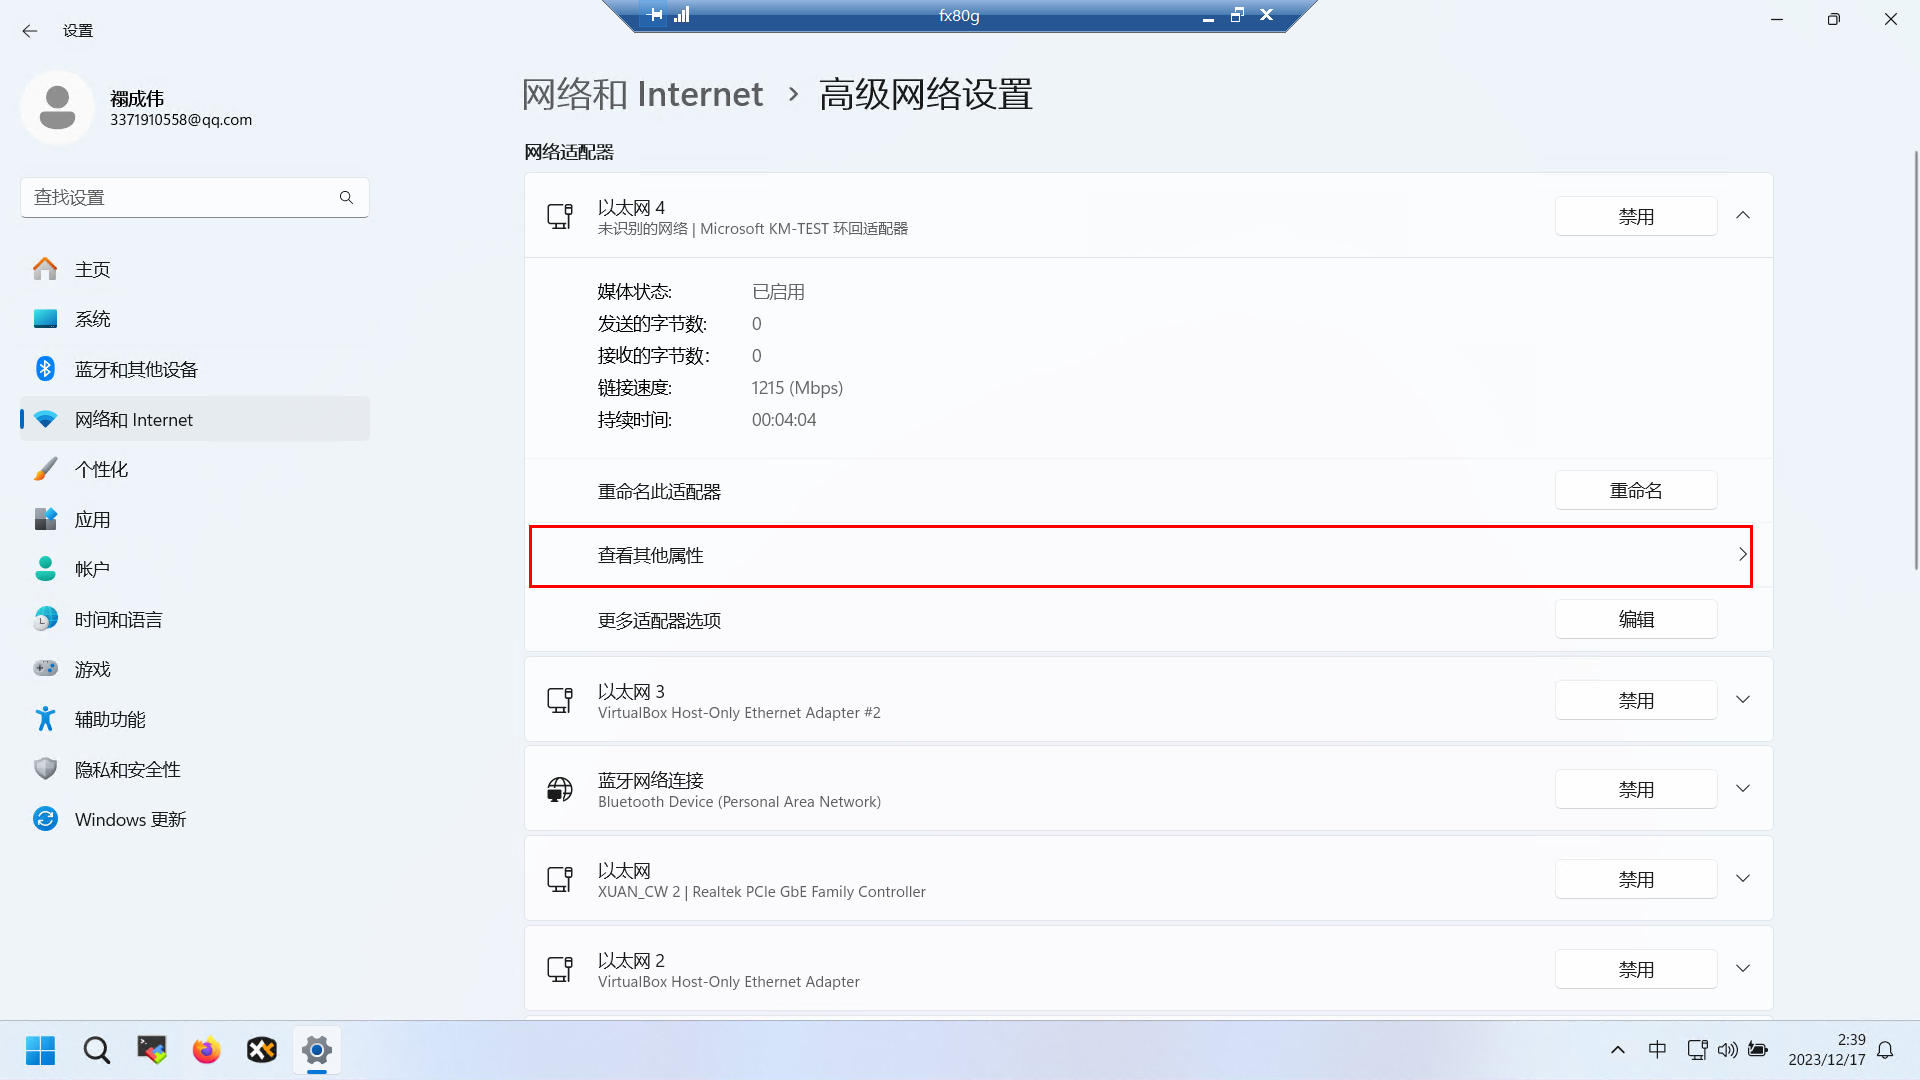 fx80g
设置
禤成伟
3371910558@qq.com
查找设置
主页
系统
蓝牙和其他设备
网络和 Internet
个性化
应用
帐户
时间和语言
游戏
辅助功能
隐私和安全性
Windows 更新
网络和 Internet › 高级网络设置
网络适配器
以太网 4
未识别的网络 | Microsoft KM-TEST 环回适配器
禁用
媒体状态: 已启用
发送的字节数: 0
接收的字节数: 0
链接速度: 1215 (Mbps)
持续时间: 00:04:04
重命名此适配器 重命名
查看其他属性
更多适配器选项 编辑
以太网 3
VirtualBox Host-Only Ethernet Adapter #2
禁用
蓝牙网络连接
Bluetooth Device (Personal Area Network)
禁用
以太网
XUAN_CW 2 | Realtek PCIe GbE Family Controller
禁用
以太网 2
VirtualBox Host-Only Ethernet Adapter
禁用
中
2:39
2023/12/17